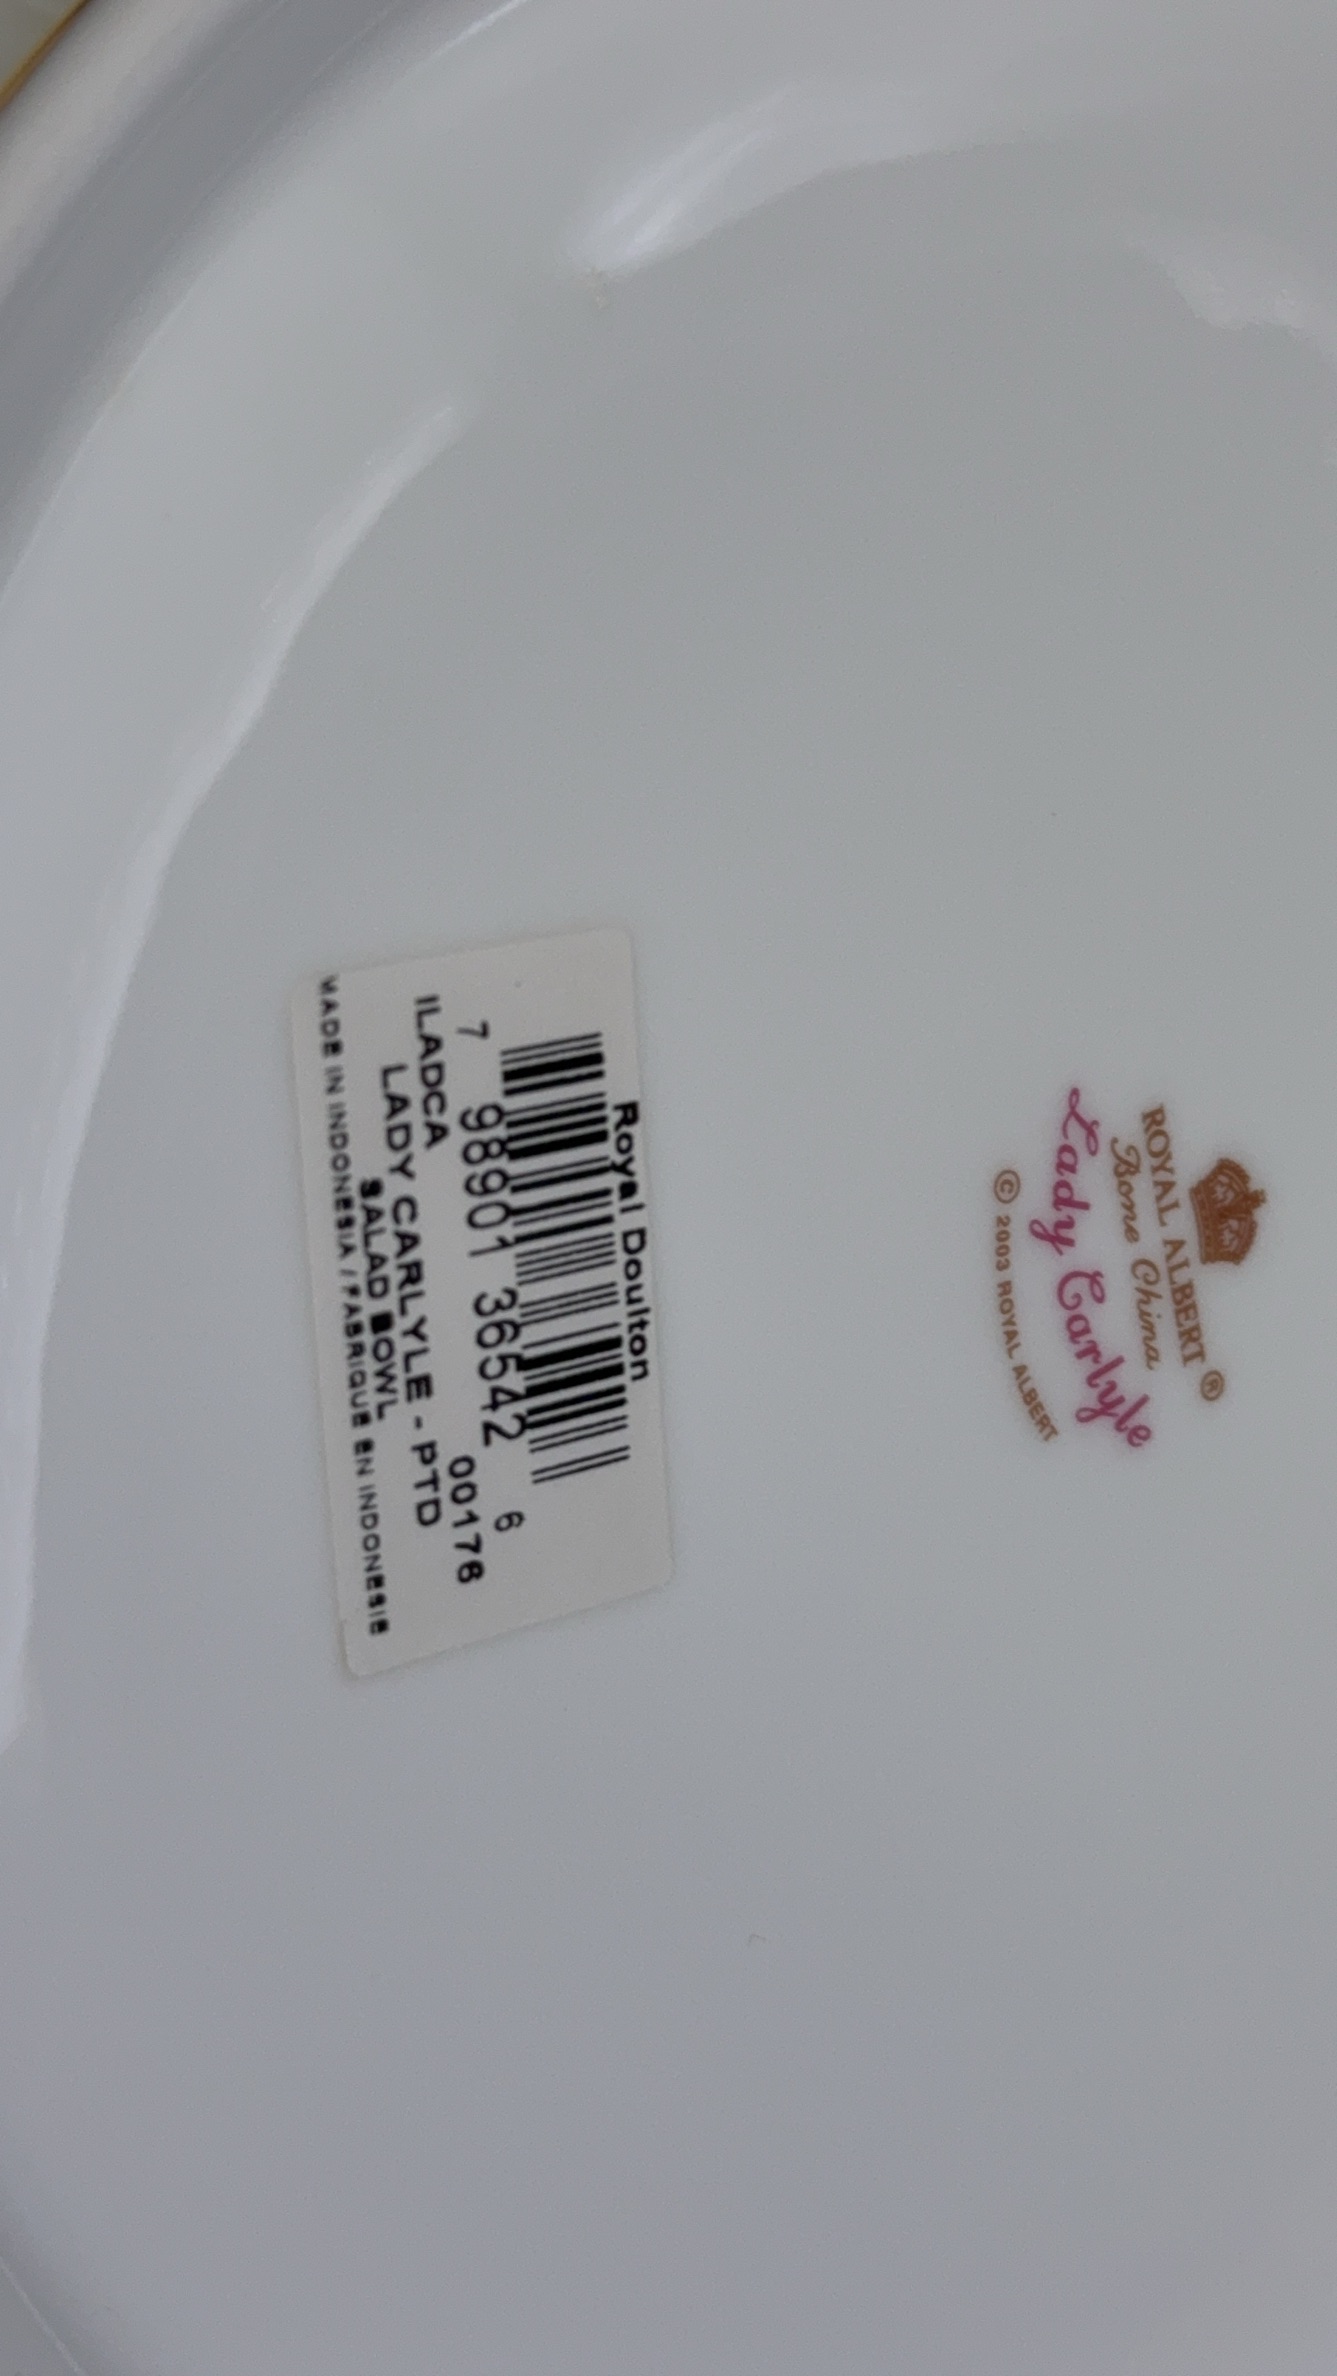 ROYAL ALBERT ®
Bone China
Lady Carlyle
© 2003 ROYAL ALBERT
Royal Doulton
7 98901 36542 6
ILADCA 00176
LADY CARLYLE - PTD
SALAD BOWL
MADE IN INDONESIA / FABRIQUE EN INDONESIE